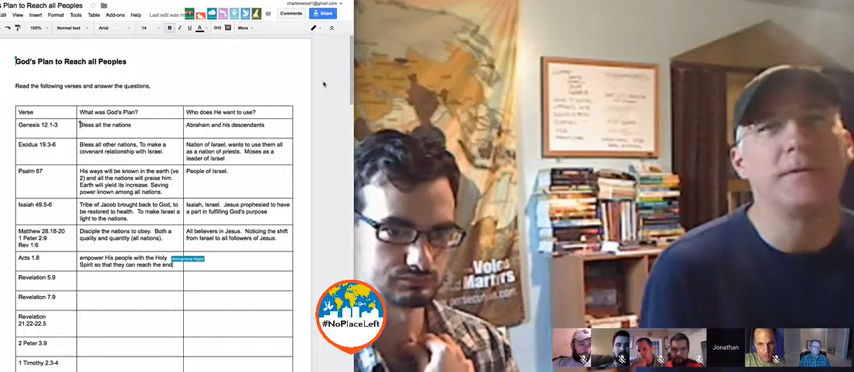 s Plan to Reach all Peoples
charleswood1@gmail.com
Insert Format Tools Table Add-ons Help Last edit was
Comments
Share
100%
Normal text
Arial
14
B I U A
More
God's Plan to Reach all Peoples
Read the following verses and answer the questions,
Verse
What was God's Plan?
Who does He want to use?
Genesis 12.1-3
Bless all the nations
Abraham and his descendants
Exodus 19.3-6
Bless all other nations, To make a
covenant relationship with Israel.
Nation of Israel, wants to use them all
as a nation of priests. Moses as a
leader of Israel
Psalm 67
His ways will be known in the earth (vs
2) and all the nations will praise him.
Earth will yield its increase. Saving
power known among all nations.
People of Israel.
Isaiah 49.5-6
Tribe of Jacob brought back to God, to
be restored to health. To make Israel a
light to the nations.
Isaiah, Israel. Jesus prophesied to have
a part in fulfilling God's purpose
Matthew 28.18-20
1 Peter 2.9
Rev 1:6
Disciple the nations to obey. Both a
quality and quantity (all nations).
All believers in Jesus. Noticing the shift
from Israel to all followers of Jesus.
Acts 1.8
empower His people with the Holy
Spirit so that they can reach the end
Anonymous Hippo
Revelation 5.9
Revelation 7.9
Revelation
21.22-22.5
2 Peter 3.9
1 Timothy 2.3-4
#NoPlaceLeft
Voice
Martyrs
persecution.com
Jonathan